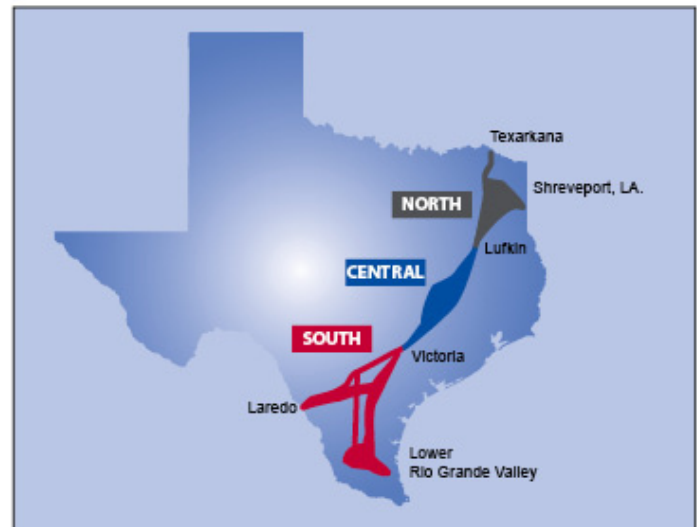 Texarkana
Shreveport, LA.
NORTH
Lufkin
CENTRAL
SOUTH
Victoria
Laredo
Lower
Rio Grande Valley